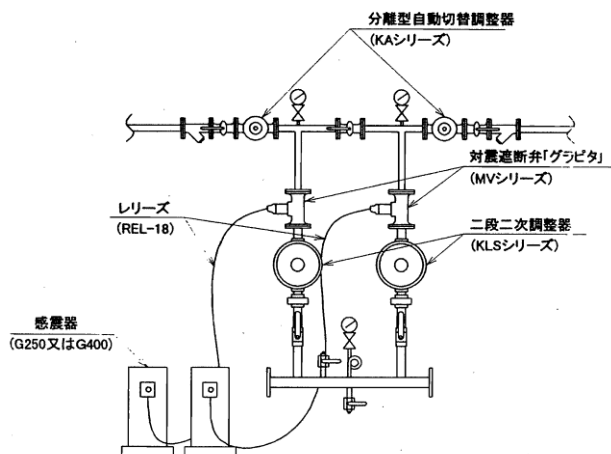 分離型自動切替調整器
(KAシリーズ)
対震遮断弁「グラビタ」
(MVシリーズ)
レリーズ
(REL-18)
二段二次調整器
(KLSシリーズ)
感震器
(G250又はG400)